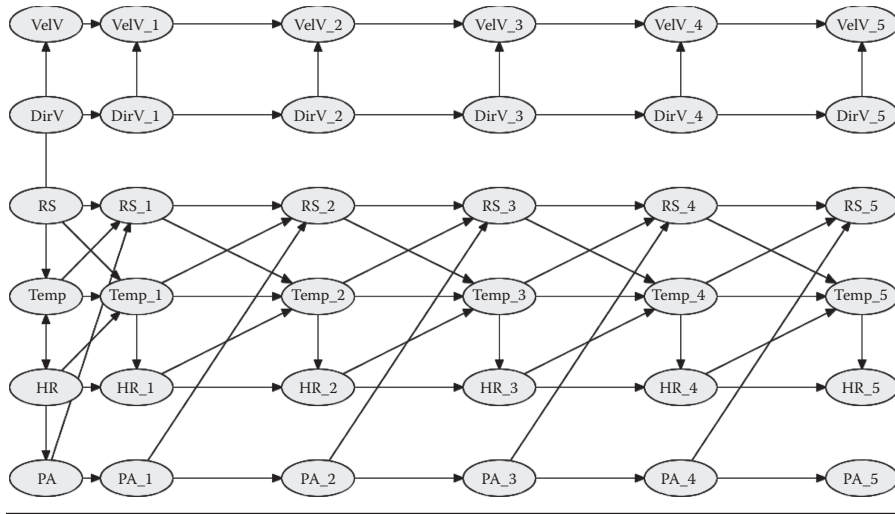 VelV VelV_1 VelV_2 VelV_3 VelV_4 VelV_5
DirV DirV_1 DirV_2 DirV_3 DirV_4 DirV_5
RS RS_1 RS_2 RS_3 RS_4 RS_5
Temp Temp_1 Temp_2 Temp_3 Temp_4 Temp_5
HR HR_1 HR_2 HR_3 HR_4 HR_5
PA PA_1 PA_2 PA_3 PA_4 PA_5